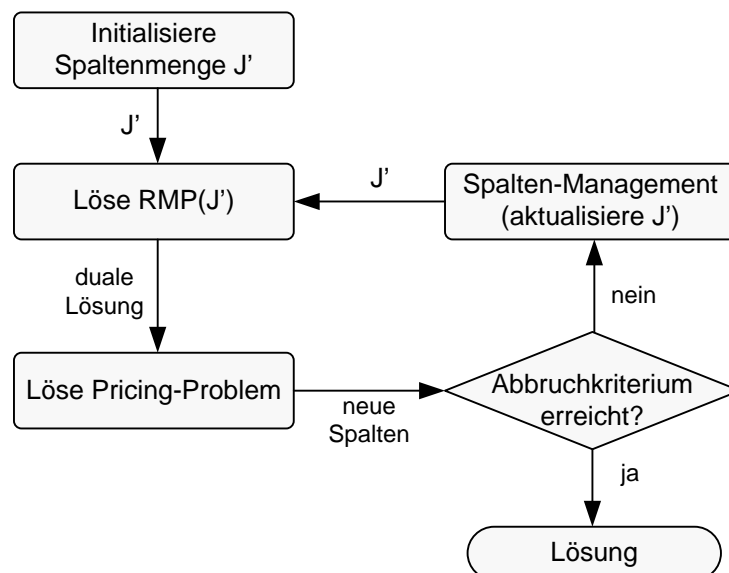 Initialisiere
Spaltenmenge J’
J’
Löse RMP(J’)
J’
Spalten-Management
(aktualisiere J’)
duale
Lösung
nein
Löse Pricing-Problem
neue
Spalten
Abbruchkriterium
erreicht?
ja
Lösung